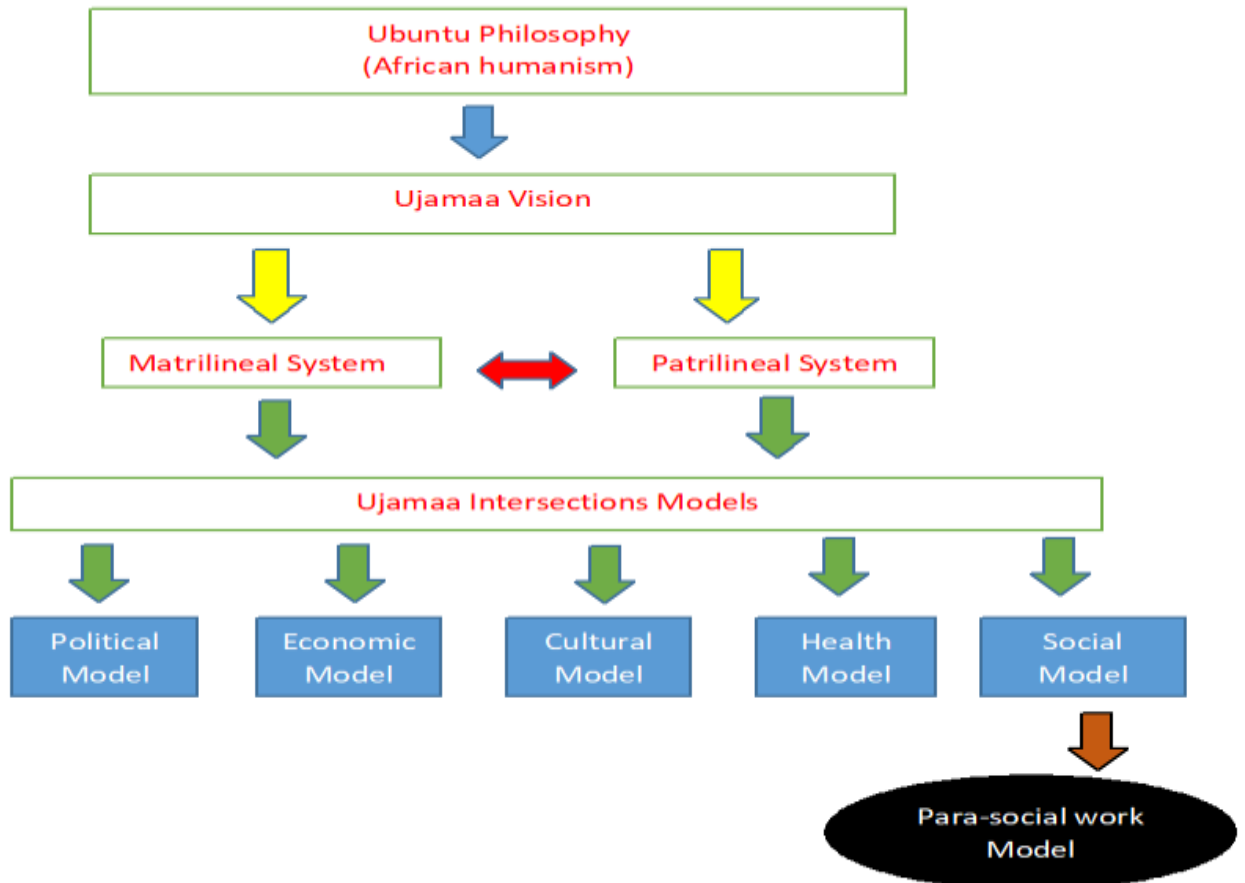 Ubuntu Philosophy
(African humanism)
Ujamaa Vision
Matrilineal System
Patrilineal System
Ujamaa Intersections Models
Political
Model
Economic
Model
Cultural
Model
Health
Model
Social
Model
Para-social work
Model